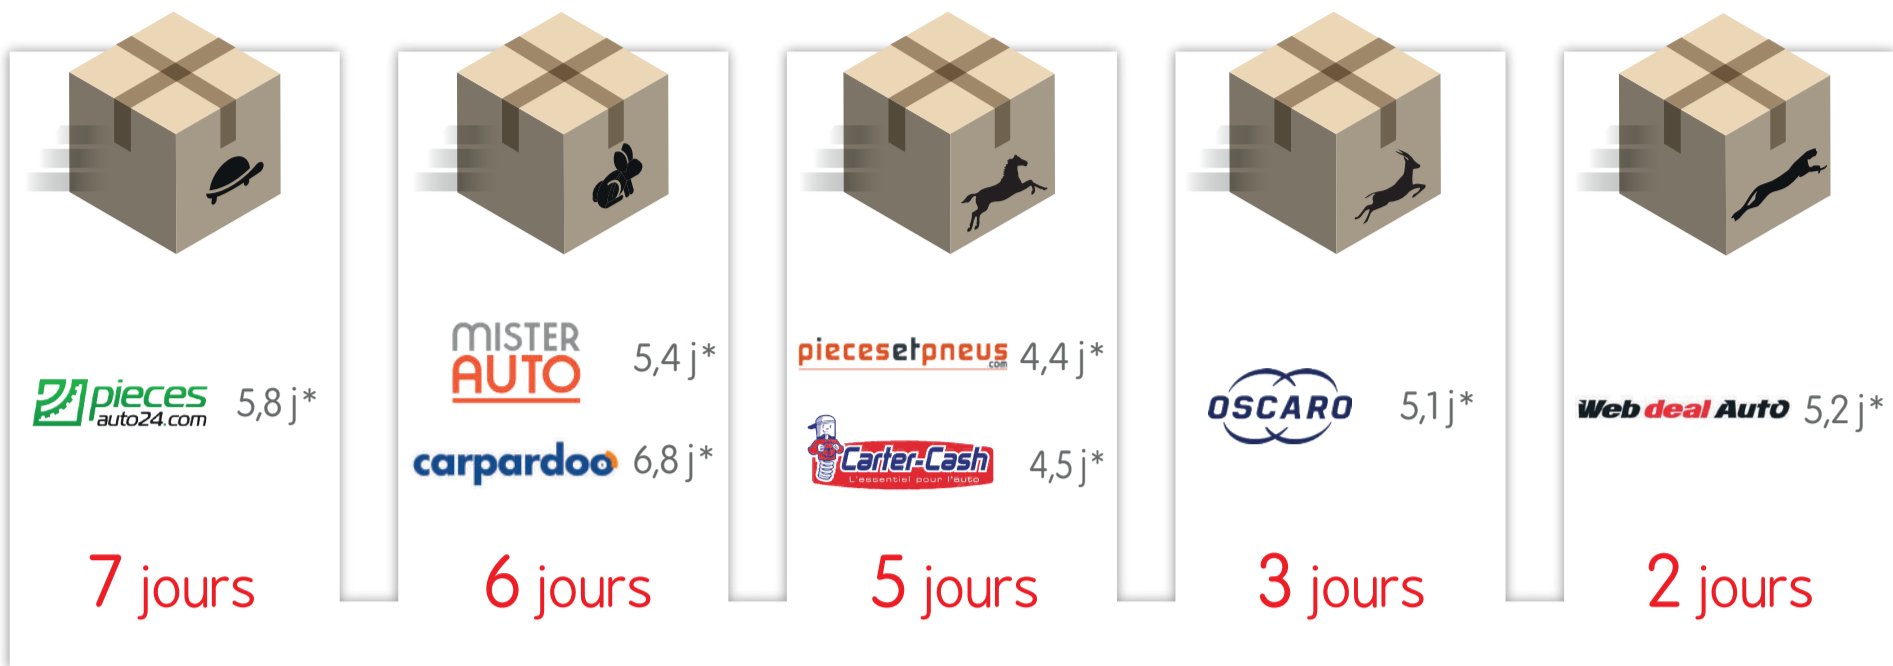 pieces
auto24.com
5,8 j*
7 jours
MISTER
AUTO
5,4 j*
carpardoo
6,8 j*
6 jours
piecesetpneus
.com
4,4 j*
Carter-Cash
L'essentiel pour l'auto
4,5 j*
5 jours
OSCARO
5,1 j*
3 jours
Web deal Auto
5,2 j*
2 jours